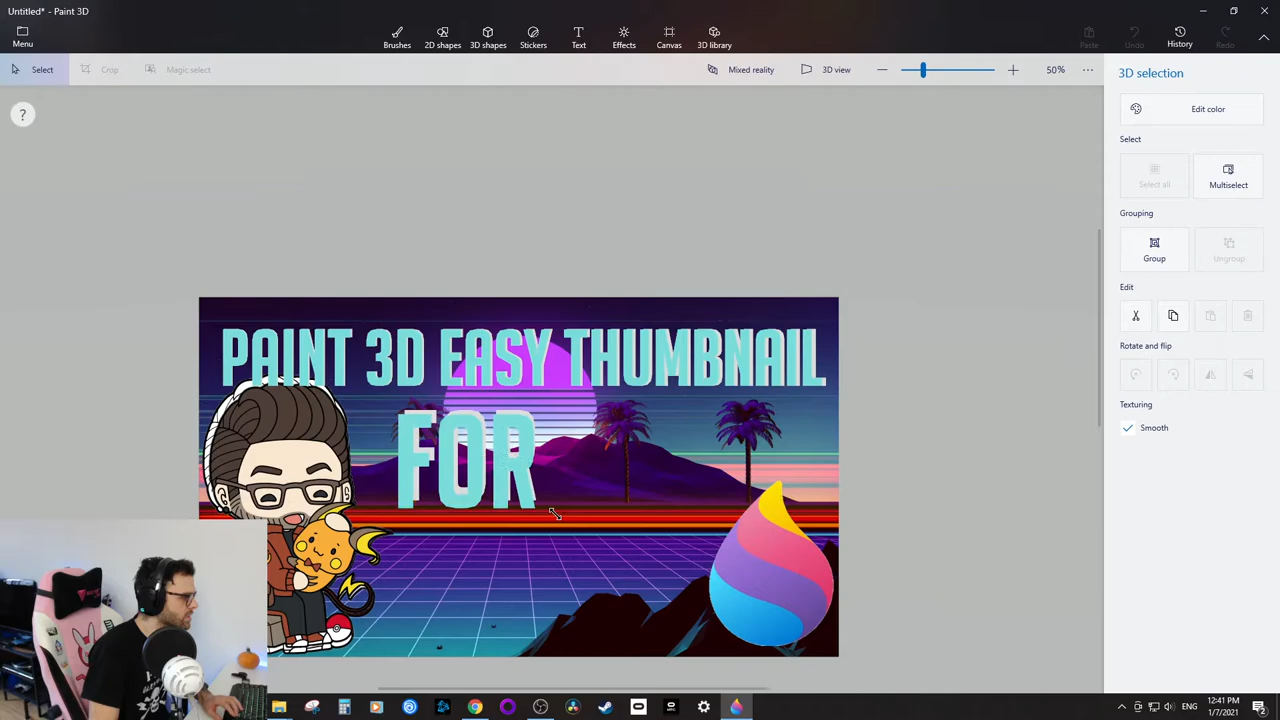 Untitled* - Paint 3D
Menu
Brushes
2D shapes
3D shapes
Stickers
Text
Effects
Canvas
3D library
Paste
Undo
History
Redo
Select
Crop
Magic select
Mixed reality
3D view
50%
3D selection
?
Edit color
Select
Select all
Multiselect
Grouping
Group
Ungroup
Edit
Rotate and flip
Texturing
Smooth
PAINT 3D EASY THUMBNAIL
FOR
ENG
12:41 PM
1/7/2021
2